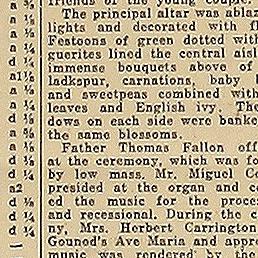 friends of the young couple.
The principal altar was ablaz
lights and decorated with fl
Festoons of green dotted with
guerites lined the central aisl
immense bouquets above of
ladkspur, carnations, baby b
and sweetpeas combined with
leaves and English ivy. The
dows on each side were banke
the same blossoms.
Father Thomas Fallon off
at the ceremony, which was fo
by low mass. Mr. Miguel Co
presided at the organ and co
ed the music for the proces
and recessional. During the c
ny, Mrs. Herbert Carrington
Gounod's Ave Maria and appro
music was rendered by the